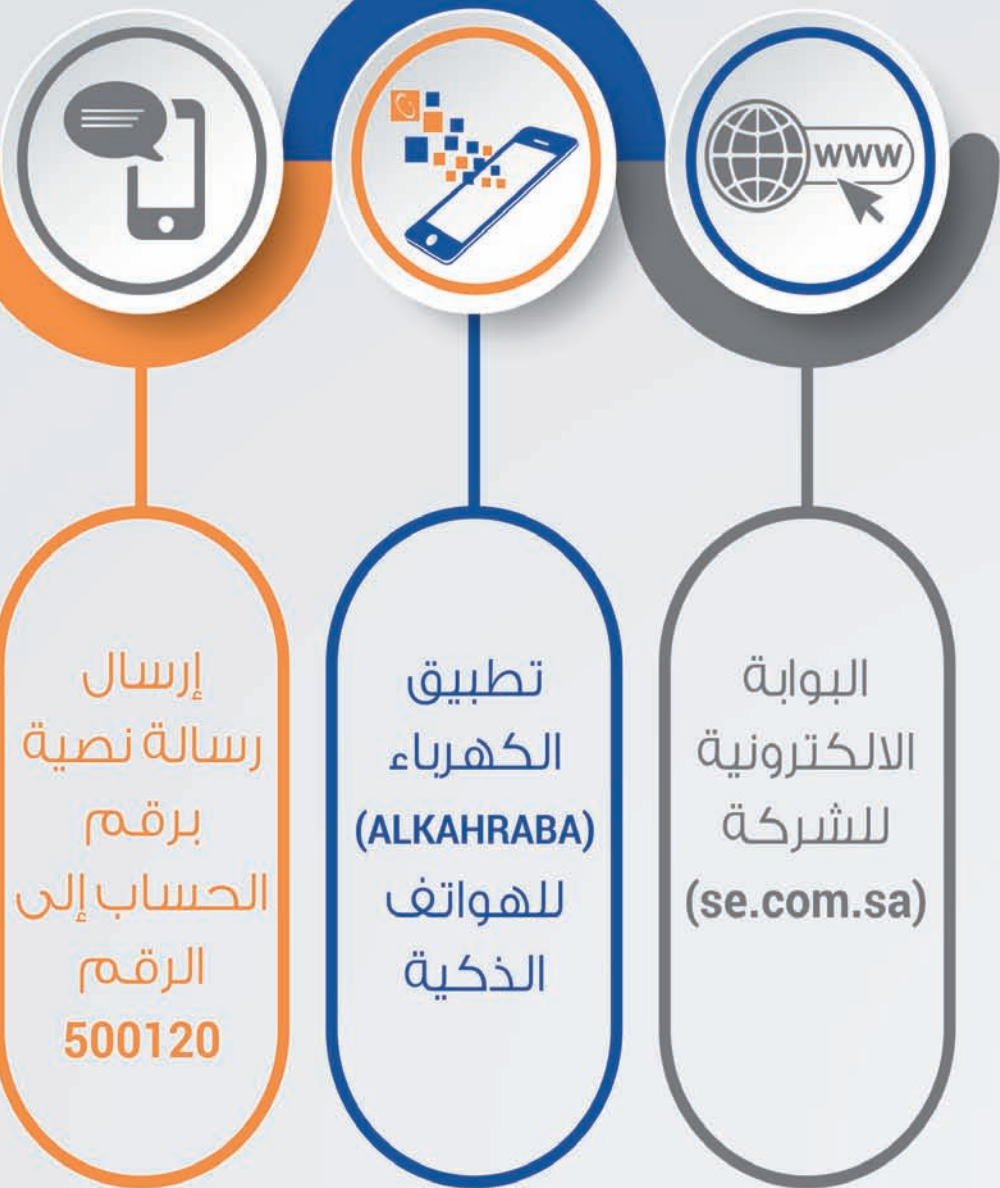 www
البوابة
الالكترونية
للشركة
(se.com.sa)
تطبيق
الكهرباء
(ALKAHRABA)
للهواتف
الذكية
إرسال
رسالة نصية
برقم
الحساب إلى
الرقم
500120